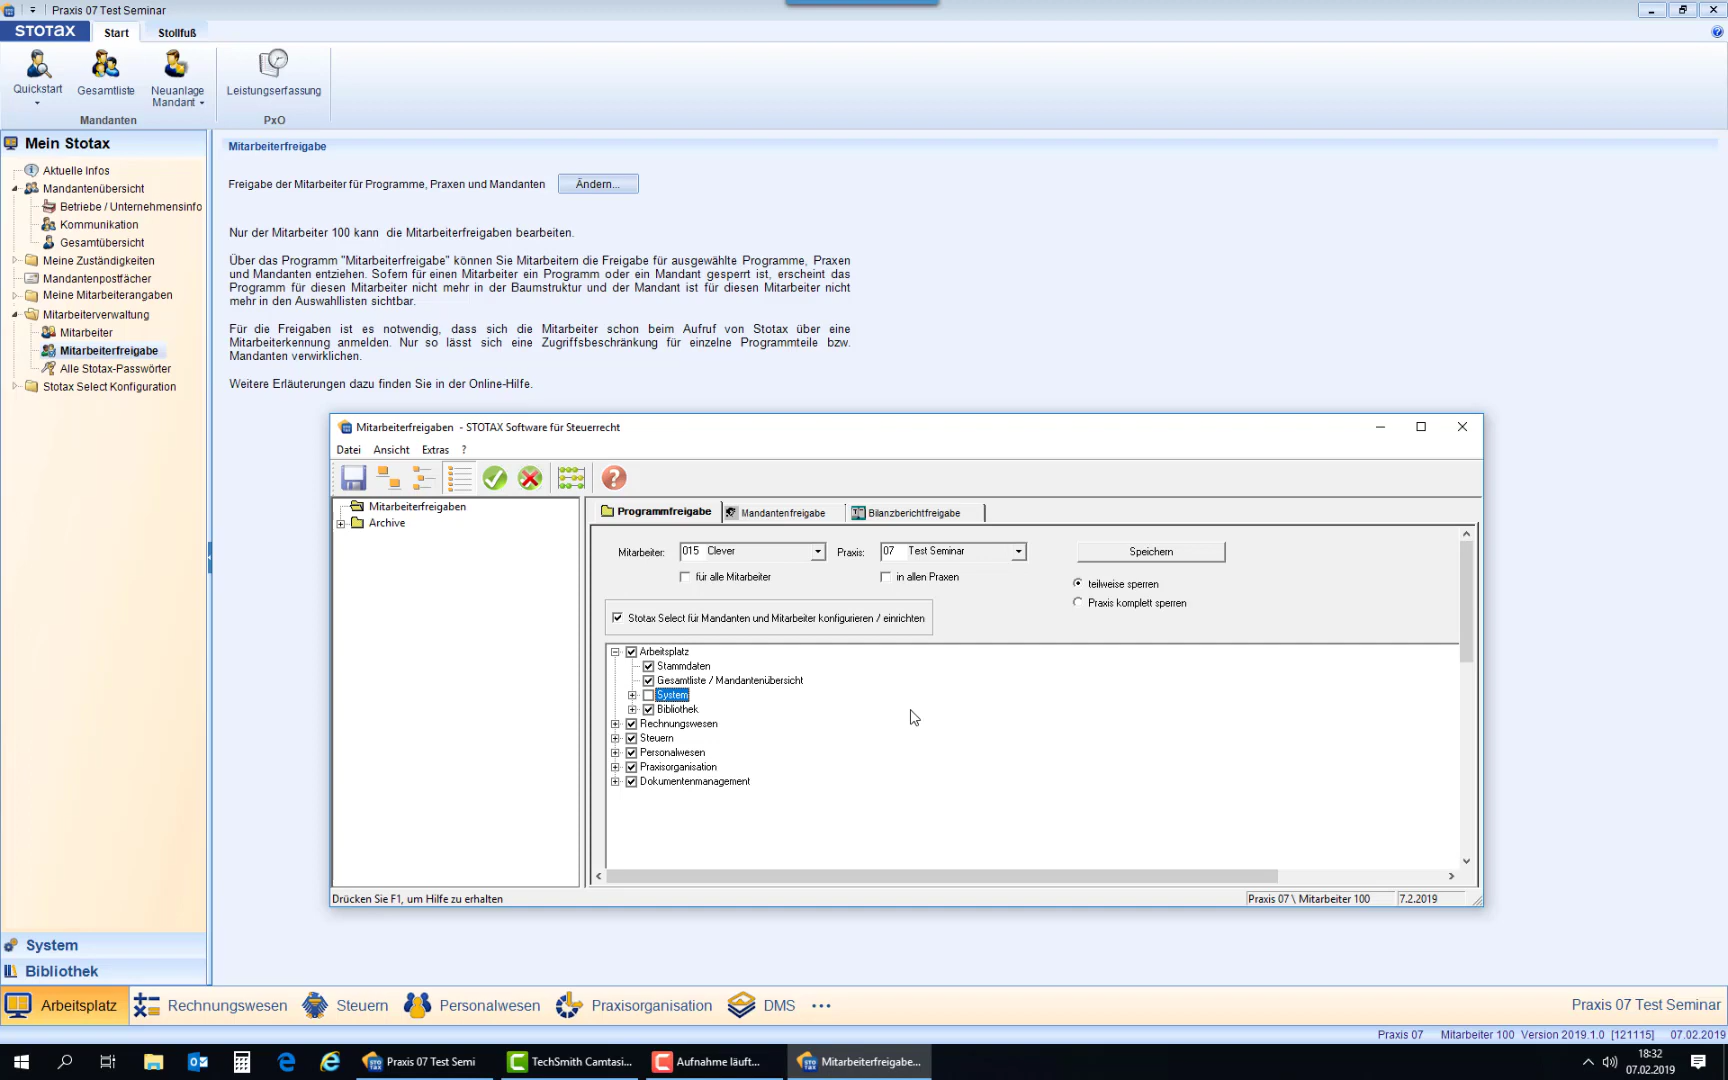 Praxis 07 Test Seminar
STOTAX
Start
Stollfuß
Quickstart
Gesamtliste
Neuanlage
Mandant
Leistungserfassung
Mandanten
PxO
Mein Stotax
Aktuelle Infos
Mandantenübersicht
Betriebe / Unternehmensinfo
Kommunikation
Gesamtübersicht
Meine Zuständigkeiten
Mandantenpostfächer
Meine Mitarbeiterangaben
Mitarbeiterverwaltung
Mitarbeiter
Mitarbeiterfreigabe
Alle Stotax-Passwörter
Stotax Select Konfiguration
System
Bibliothek
Mitarbeiterfreigabe
Freigabe der Mitarbeiter für Programme, Praxen und Mandanten
Ändern...
Nur der Mitarbeiter 100 kann die Mitarbeiterfreigaben bearbeiten.
Über das Programm "Mitarbeiterfreigabe" können Sie Mitarbeitern die Freigabe für ausgewählte Programme, Praxen
und Mandanten entziehen. Sofern für einen Mitarbeiter ein Programm oder ein Mandant gesperrt ist, erscheint das
Programm für diesen Mitarbeiter nicht mehr in der Baumstruktur und der Mandant ist für diesen Mitarbeiter nicht
mehr in den Auswahllisten sichtbar.
Für die Freigaben ist es notwendig, dass sich die Mitarbeiter schon beim Aufruf von Stotax über eine
Mitarbeiterkennung anmelden. Nur so lässt sich eine Zugriffsbeschränkung für einzelne Programmteile bzw.
Mandanten verwirklichen.
Weitere Erläuterungen dazu finden Sie in der Online-Hilfe.
Mitarbeiterfreigaben - STOTAX Software für Steuerrecht
Datei Ansicht Extras ?
Mitarbeiterfreigaben
Archive
Programmfreigabe
Mandantenfreigabe
Bilanzberichtfreigabe
Mitarbeiter: 015 Clever
Praxis: 07 Test Seminar
Speichern
für alle Mitarbeiter
in allen Praxen
teilweise sperren
Praxis komplett sperren
Stotax Select für Mandanten und Mitarbeiter konfigurieren / einrichten
Arbeitsplatz
Stammdaten
Gesamtliste / Mandantenübersicht
System
Bibliothek
Rechnungswesen
Steuern
Personalwesen
Praxisorganisation
Dokumentenmanagement
Drücken Sie F1, um Hilfe zu erhalten
Praxis 07 \ Mitarbeiter 100
7.2.2019
Arbeitsplatz
Rechnungswesen
Steuern
Personalwesen
Praxisorganisation
DMS
Praxis 07 Test Seminar
Praxis 07 Mitarbeiter 100 Version 2019.1.0 [121115] 07.02.2019
Praxis 07 Test Semi
TechSmith Camtasi...
Aufnahme läuft...
Mitarbeiterfreigabe...
18:32
07.02.2019